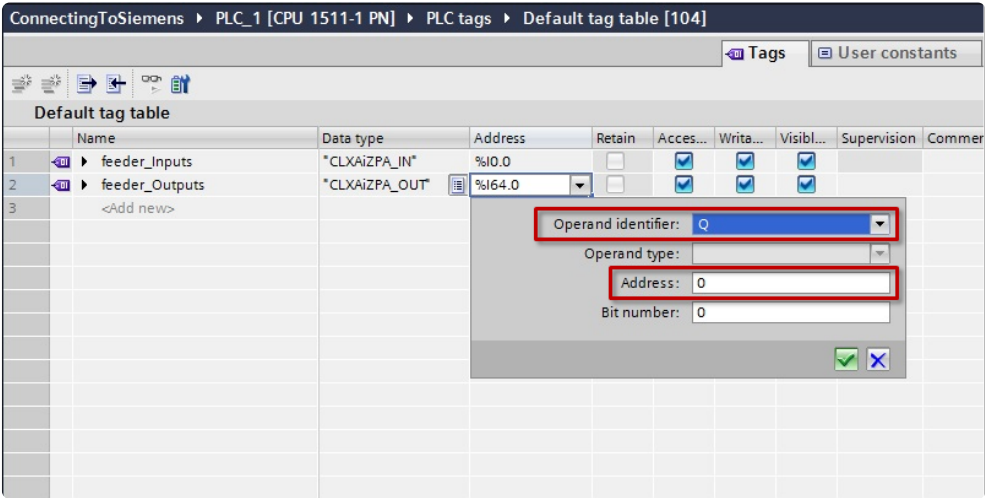 ConnectingToSiemens ▸ PLC_1 [CPU 1511-1 PN] ▸ PLC tags ▸ Default tag table [104]
Tags User constants
Default tag table
Name Data type Address Retain Acces... Writa... Visibl... Supervision Commer
1 feeder_Inputs "CLXAiZPA_IN" %I0.0
2 feeder_Outputs "CLXAiZPA_OUT" %I64.0
3 <Add new>
Operand identifier: Q
Operand type:
Address: 0
Bit number: 0